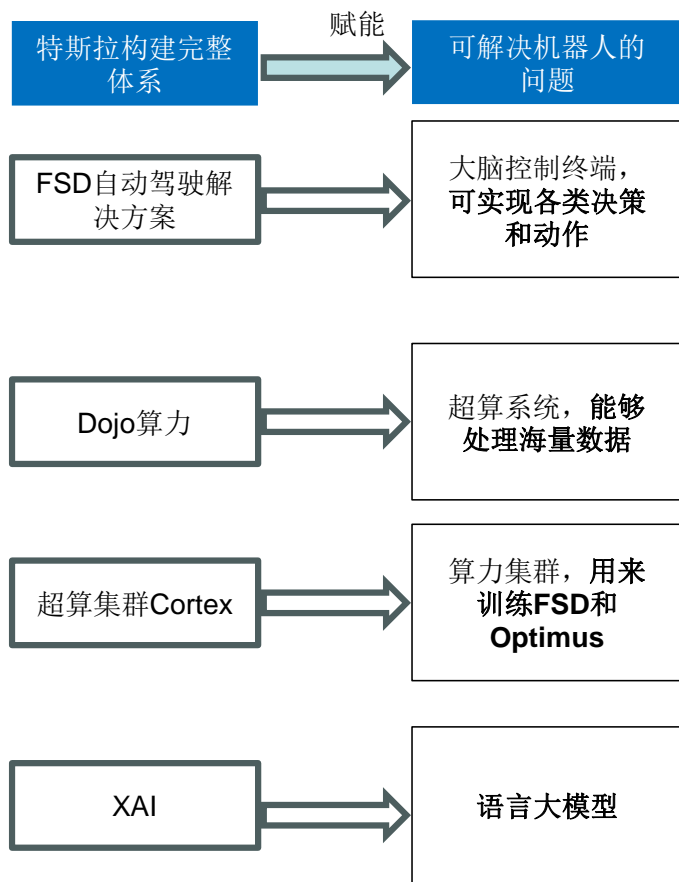 赋能
特斯拉构建完整
体系
可解决机器人的
问题
FSD自动驾驶解
决方案
大脑控制终端，
可实现各类决策
和动作
Dojo算力
超算系统，能够
处理海量数据
超算集群Cortex
算力集群，用来
训练FSD和
Optimus
XAI
语言大模型